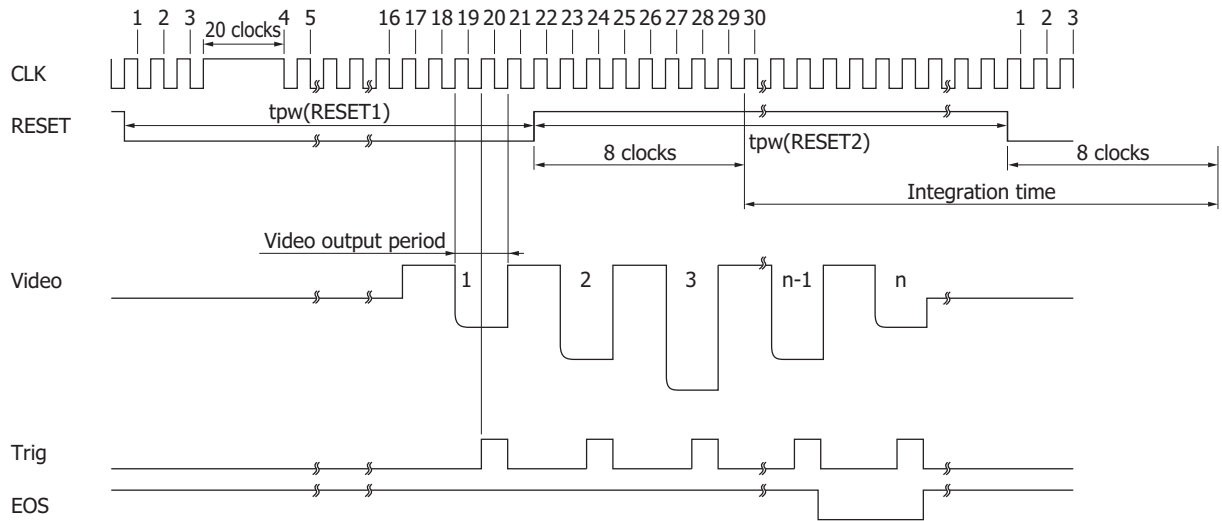 1 2 3 20 clocks 4 5 16 17 18 19 20 21 22 23 24 25 26 27 28 29 30 1 2 3
CLK
RESET
tpw(RESET1)
tpw(RESET2)
8 clocks
8 clocks
Integration time
Video output period
Video
1 2 3 n-1 n
Trig
EOS